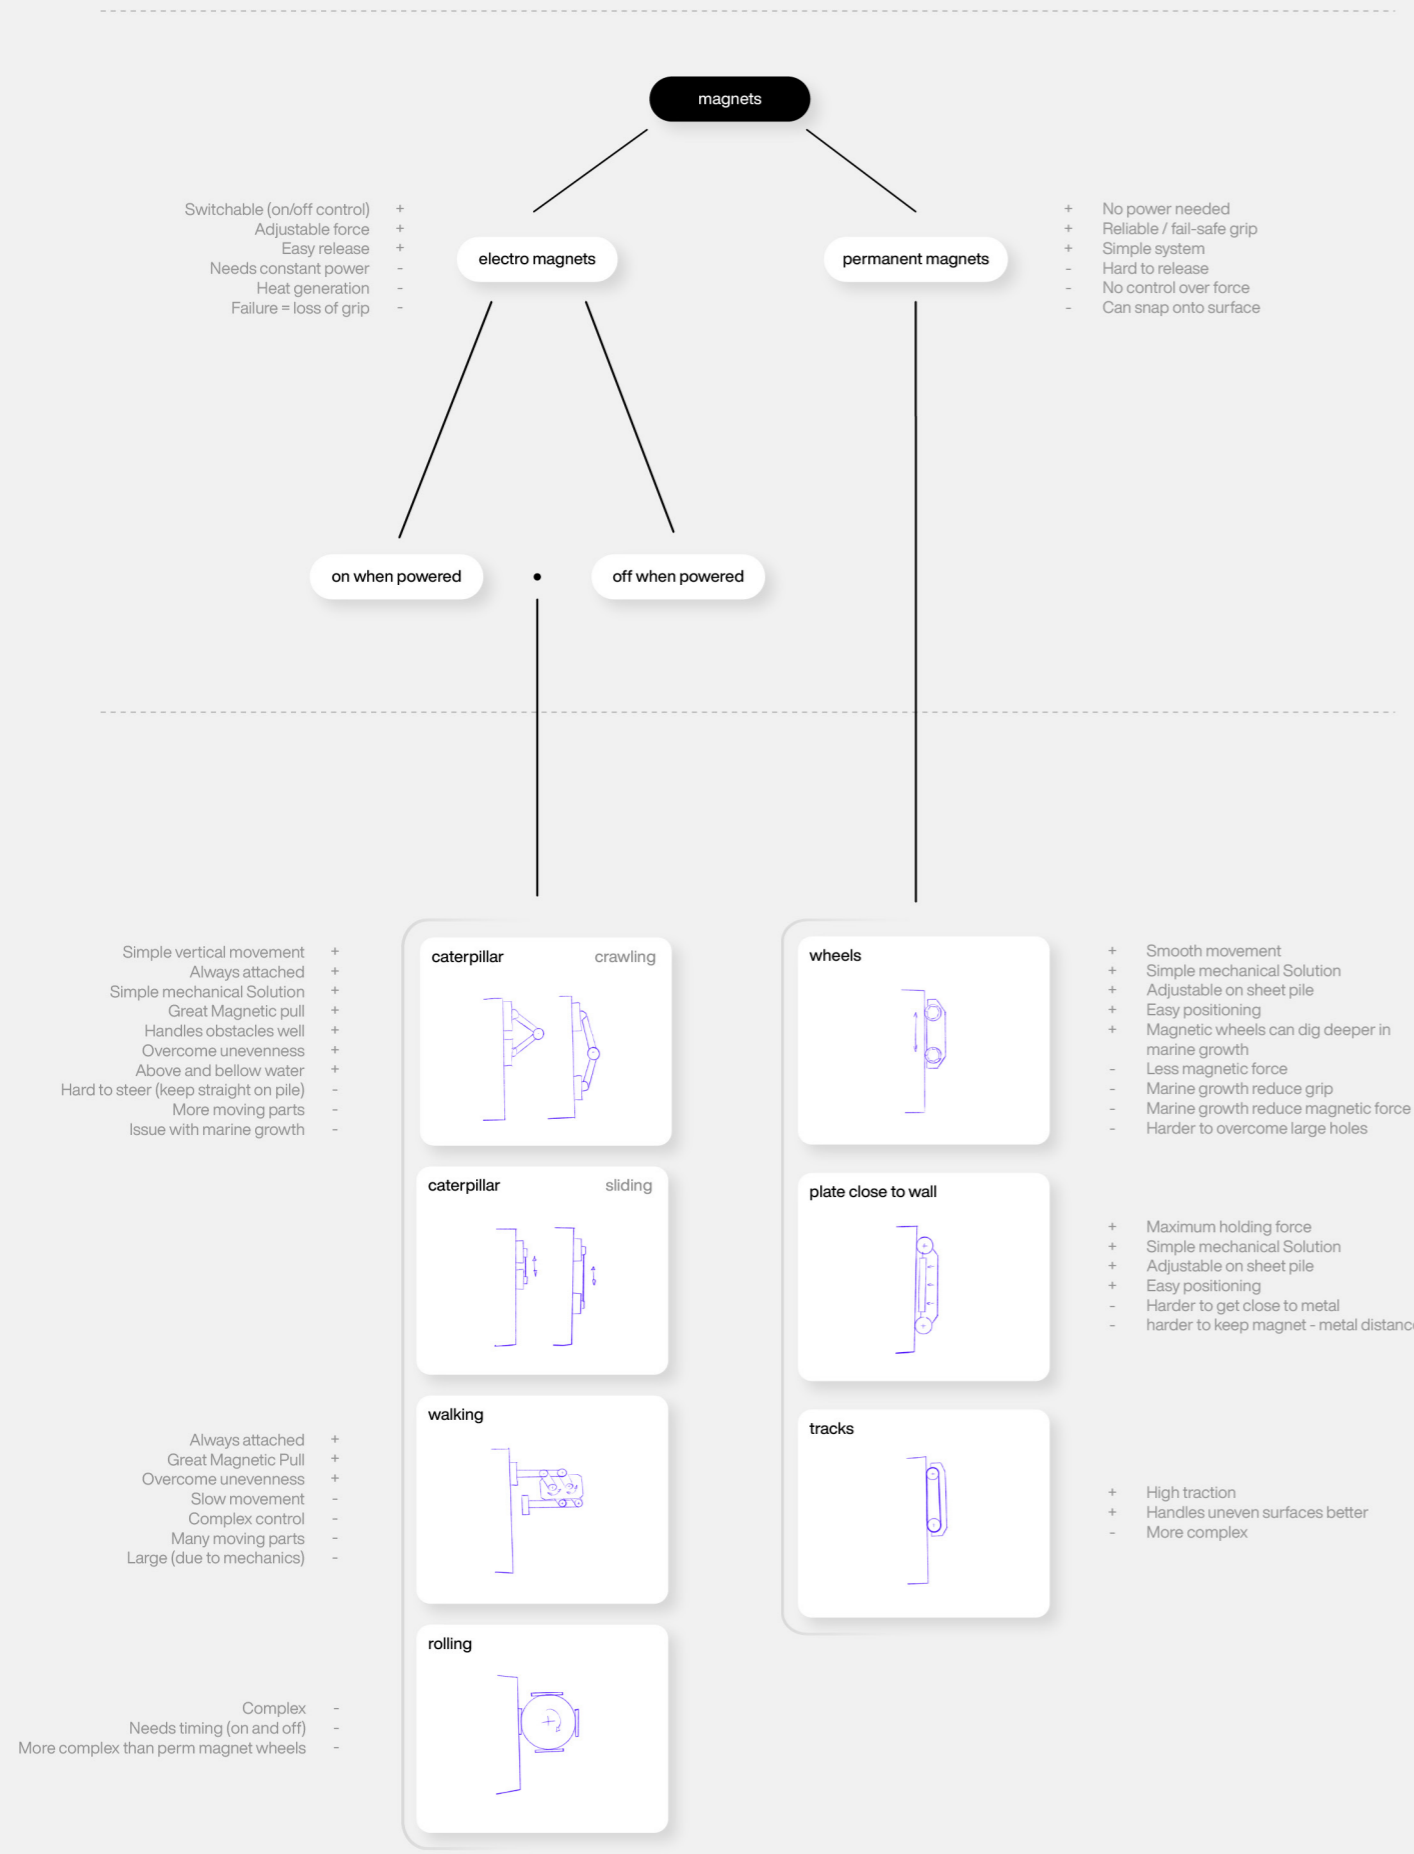 magnets
Switchable (on/off control) +
Adjustable force +
Easy release +
Needs constant power -
Heat generation -
Failure = loss of grip -
electro magnets
permanent magnets
+ No power needed
+ Reliable / fail-safe grip
+ Simple system
- Hard to release
- No control over force
- Can snap onto surface
on when powered
off when powered
Simple vertical movement +
Always attached +
Simple mechanical Solution +
Great Magnetic pull +
Handles obstacles well +
Overcome unevenness +
Above and bellow water +
Hard to steer (keep straight on pile) -
More moving parts -
Issue with marine growth -
caterpillar crawling
caterpillar sliding
Always attached +
Great Magnetic Pull +
Overcome unevenness +
Slow movement -
Complex control -
Many moving parts -
Large (due to mechanics) -
walking
Complex -
Needs timing (on and off) -
More complex than perm magnet wheels -
rolling
wheels
+ Smooth movement
+ Simple mechanical Solution
+ Adjustable on sheet pile
+ Easy positioning
+ Magnetic wheels can dig deeper in
marine growth
- Less magnetic force
- Marine growth reduce grip
- Marine growth reduce magnetic force
- Harder to overcome large holes
plate close to wall
+ Maximum holding force
+ Simple mechanical Solution
+ Adjustable on sheet pile
+ Easy positioning
- Harder to get close to metal
- harder to keep magnet - metal distance
tracks
+ High traction
+ Handles uneven surfaces better
- More complex